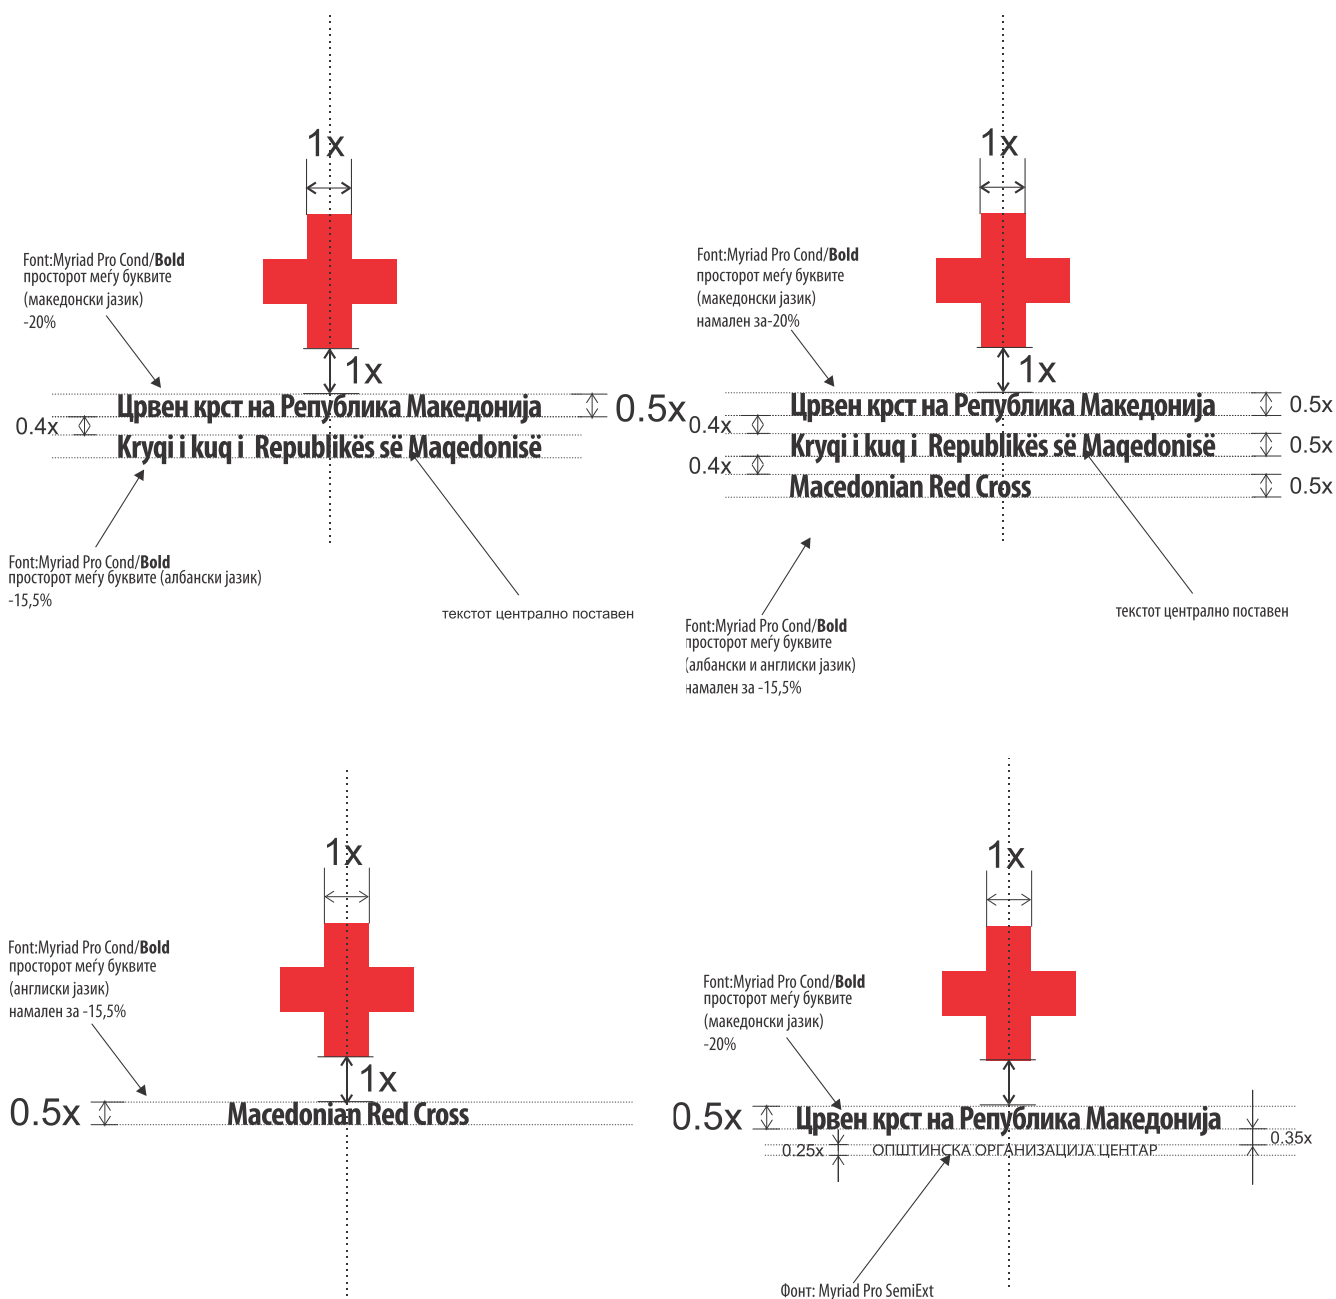 1x
Font:Myriad Pro Cond/Bold
просторот меѓу буквите
(македонски јазик)
-20%
1x
Црвен крст на Република Македонија
0.5x
0.4x
Kryqi i kuq i Republikës së Maqedonisë
Font:Myriad Pro Cond/Bold
просторот меѓу буквите (албански јазик)
-15,5%
текстот централно поставен
1x
Font:Myriad Pro Cond/Bold
просторот меѓу буквите
(македонски јазик)
намален за-20%
1x
Црвен крст на Република Македонија
0.5x
0.4x
Kryqi i kuq i Republikës së Maqedonisë
0.5x
0.4x
Macedonian Red Cross
0.5x
текстот централно поставен
Font:Myriad Pro Cond/Bold
просторот меѓу буквите
(албански и англиски јазик)
намален за -15,5%
1x
Font:Myriad Pro Cond/Bold
просторот меѓу буквите
(англиски јазик)
намален за -15,5%
1x
0.5x
Macedonian Red Cross
1x
Font:Myriad Pro Cond/Bold
просторот меѓу буквите
(македонски јазик)
-20%
0.5x
Црвен крст на Република Македонија
0.35x
0.25x
ОПШТИНСКА ОРГАНИЗАЦИЈА ЦЕНТАР
Фонт: Myriad Pro SemiExt